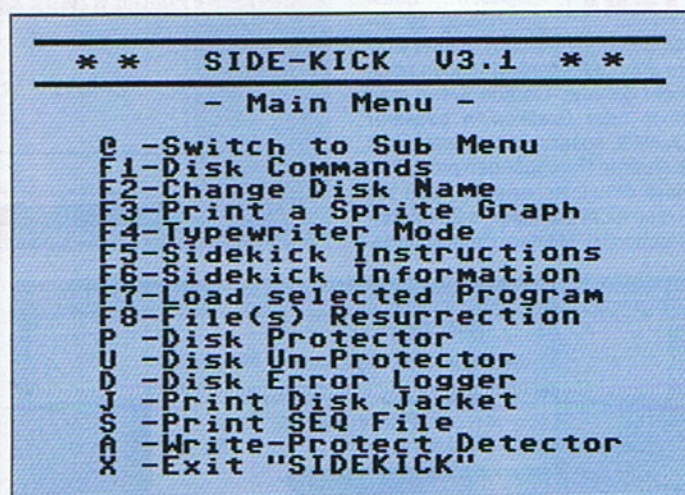 * * SIDE-KICK V3.1 * *
- Main Menu -
@ -Switch to Sub Menu
F1-Disk Commands
F2-Change Disk Name
F3-Print a Sprite Graph
F4-Typewriter Mode
F5-Sidekick Instructions
F6-Sidekick Information
F7-Load selected Program
F8-File(s) Resurrection
P -Disk Protector
U -Disk Un-Protector
D -Disk Error Logger
J -Print Disk Jacket
S -Print SEQ File
A -Write-Protect Detector
X -Exit "SIDEKICK"